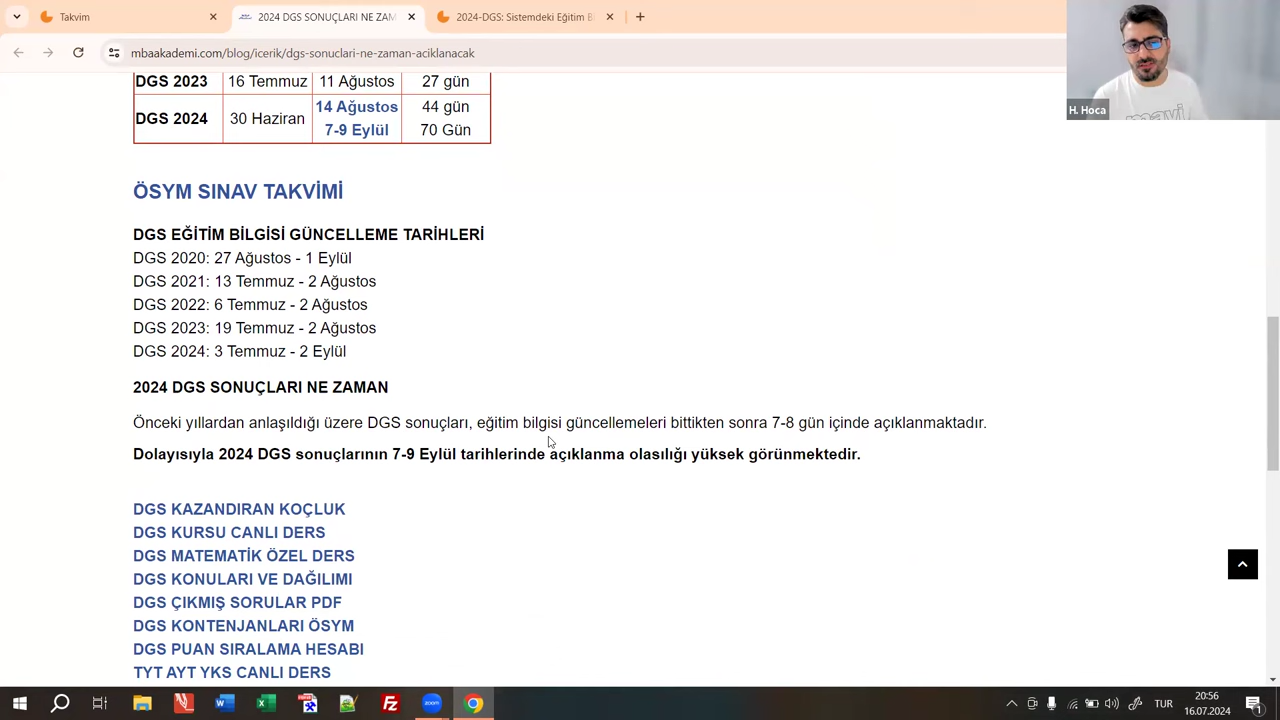 Takvim
2024 DGS SONUÇLARI NE ZAM
2024-DGS: Sistemdeki Eğitim B
mbaakademi.com/blog/icerik/dgs-sonuclari-ne-zaman-aciklanacak
H. Hoca
DGS 2023 16 Temmuz 11 Ağustos 27 gün
DGS 2024 30 Haziran 14 Ağustos 44 gün
7-9 Eylül 70 Gün
ÖSYM SINAV TAKVİMİ
DGS EĞİTİM BİLGİSİ GÜNCELLEME TARİHLERİ
DGS 2020: 27 Ağustos - 1 Eylül
DGS 2021: 13 Temmuz - 2 Ağustos
DGS 2022: 6 Temmuz - 2 Ağustos
DGS 2023: 19 Temmuz - 2 Ağustos
DGS 2024: 3 Temmuz - 2 Eylül
2024 DGS SONUÇLARI NE ZAMAN
Önceki yıllardan anlaşıldığı üzere DGS sonuçları, eğitim bilgisi güncellemeleri bittikten sonra 7-8 gün içinde açıklanmaktadır.
Dolayısıyla 2024 DGS sonuçlarının 7-9 Eylül tarihlerinde açıklanma olasılığı yüksek görünmektedir.
DGS KAZANDIRAN KOÇLUK
DGS KURSU CANLI DERS
DGS MATEMATİK ÖZEL DERS
DGS KONULARI VE DAĞILIMI
DGS ÇIKMIŞ SORULAR PDF
DGS KONTENJANLARI ÖSYM
DGS PUAN SIRALAMA HESABI
TYT AYT YKS CANLI DERS
zoom
TUR
20:56
16.07.2024